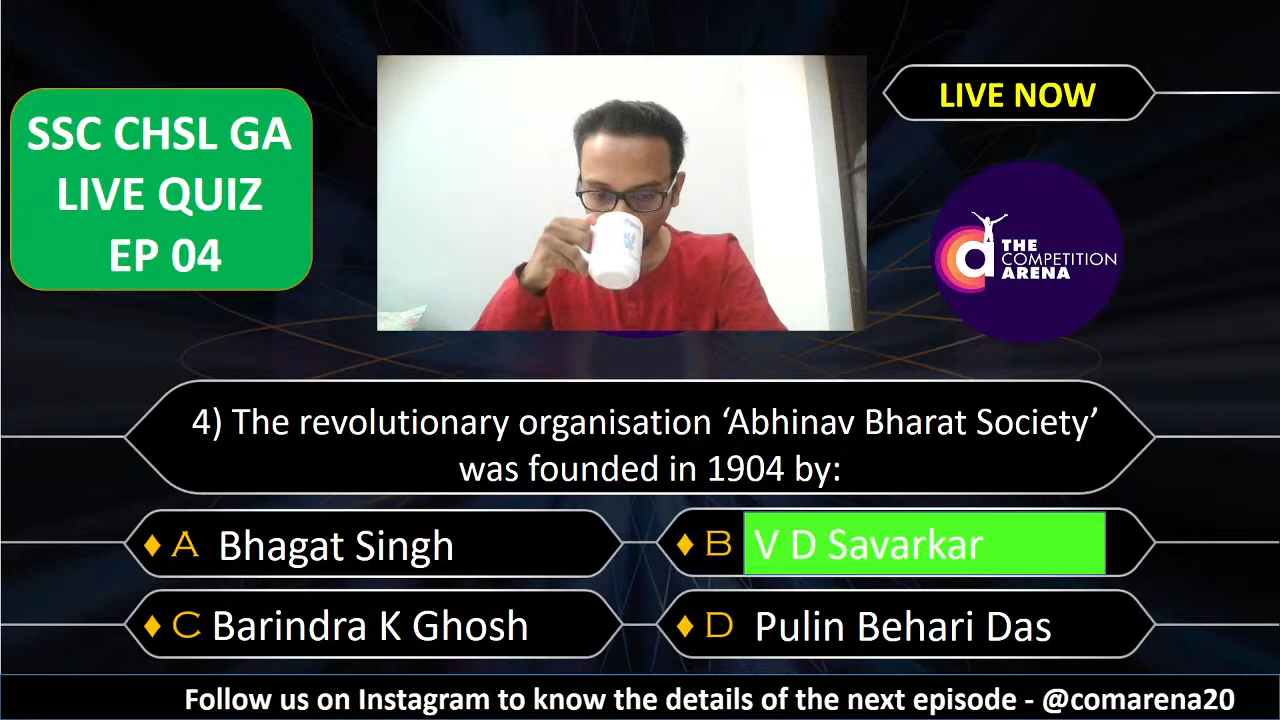 SSC CHSL GA
LIVE QUIZ
EP 04
LIVE NOW
THE
COMPETITION
ARENA
4) The revolutionary organisation ‘Abhinav Bharat Society’
was founded in 1904 by:
A Bhagat Singh
B V D Savarkar
C Barindra K Ghosh
D Pulin Behari Das
Follow us on Instagram to know the details of the next episode - @comarena20